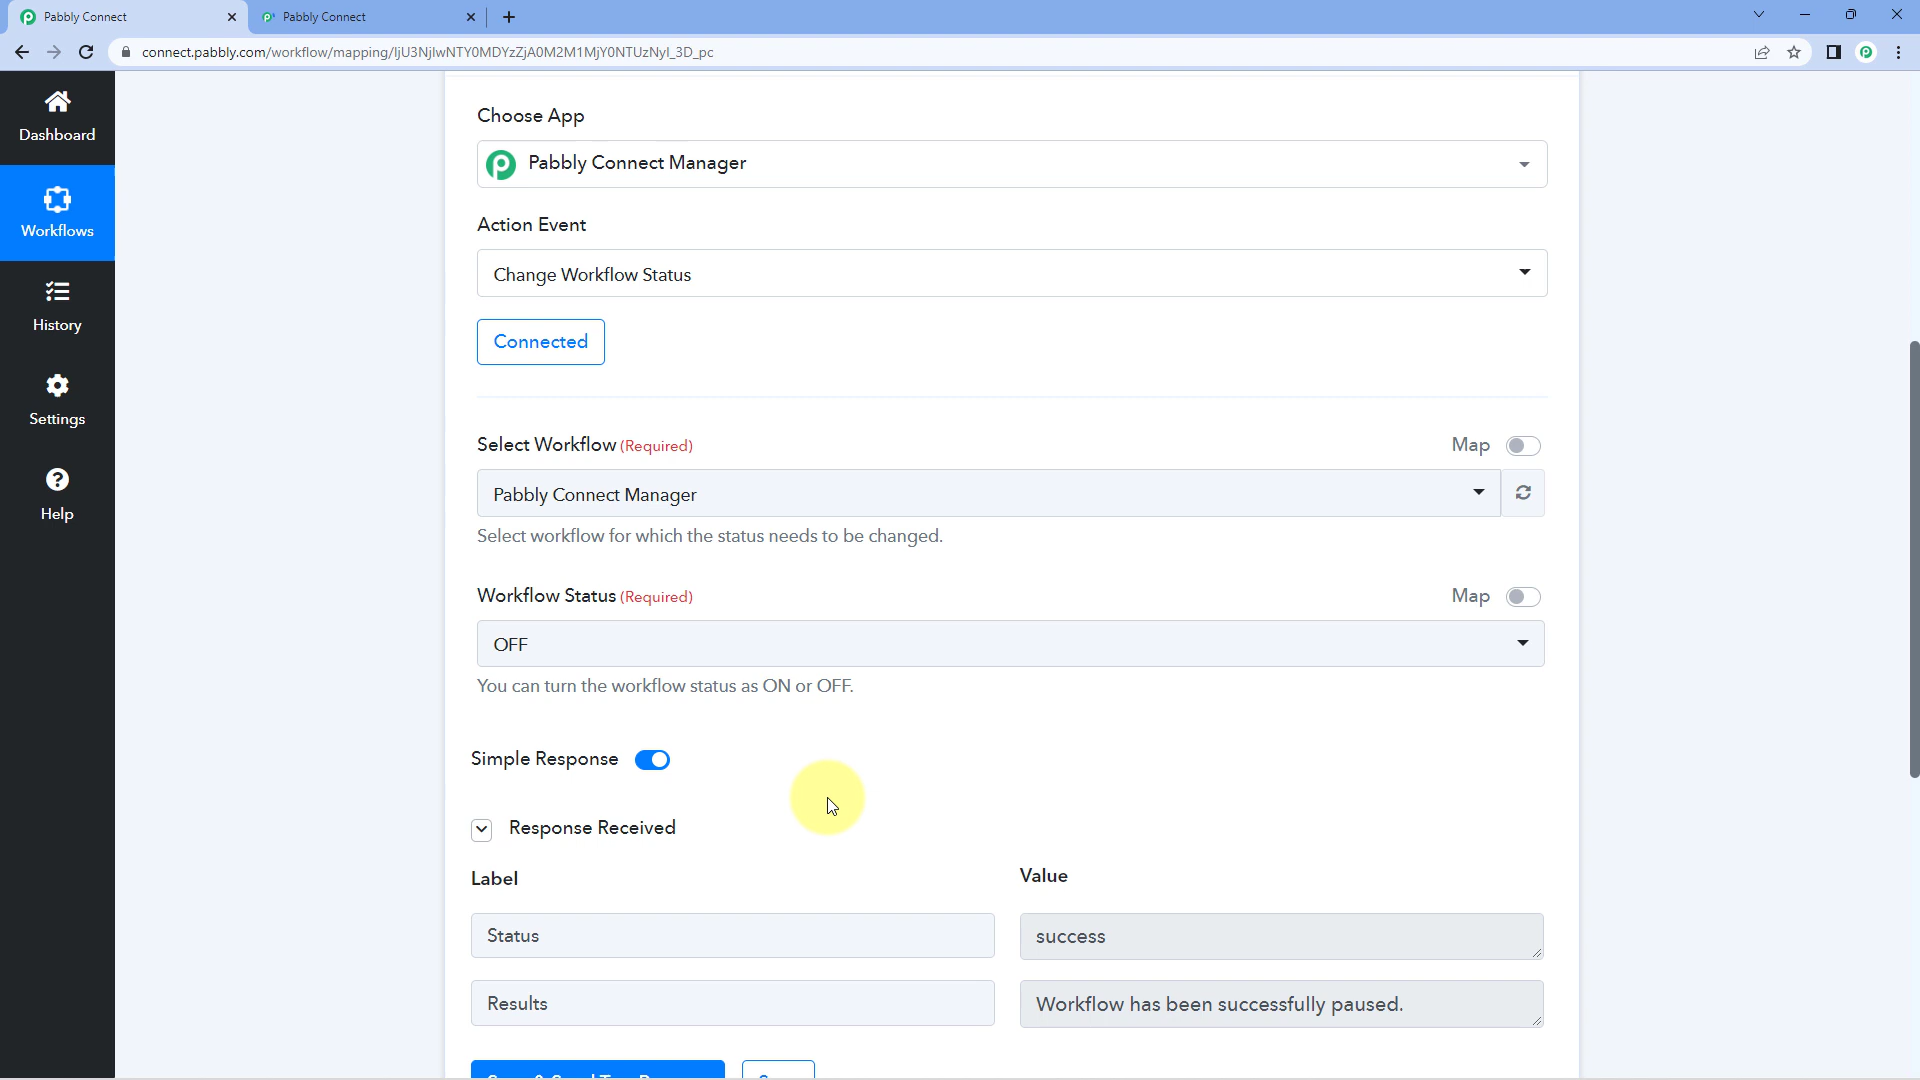 Pabbly Connect
Pabbly Connect
connect.pabbly.com/workflow/mapping/IjU3NjIwNTY0MDYzZjA0M2M1MjY0NTUzNyI_3D_pc
Dashboard
Workflows
History
Settings
Help
Choose App
Pabbly Connect Manager
Action Event
Change Workflow Status
Connected
Select Workflow (Required)
Map
Pabbly Connect Manager
Select workflow for which the status needs to be changed.
Workflow Status (Required)
Map
OFF
You can turn the workflow status as ON or OFF.
Simple Response
Response Received
Label
Value
Status
success
Results
Workflow has been successfully paused.